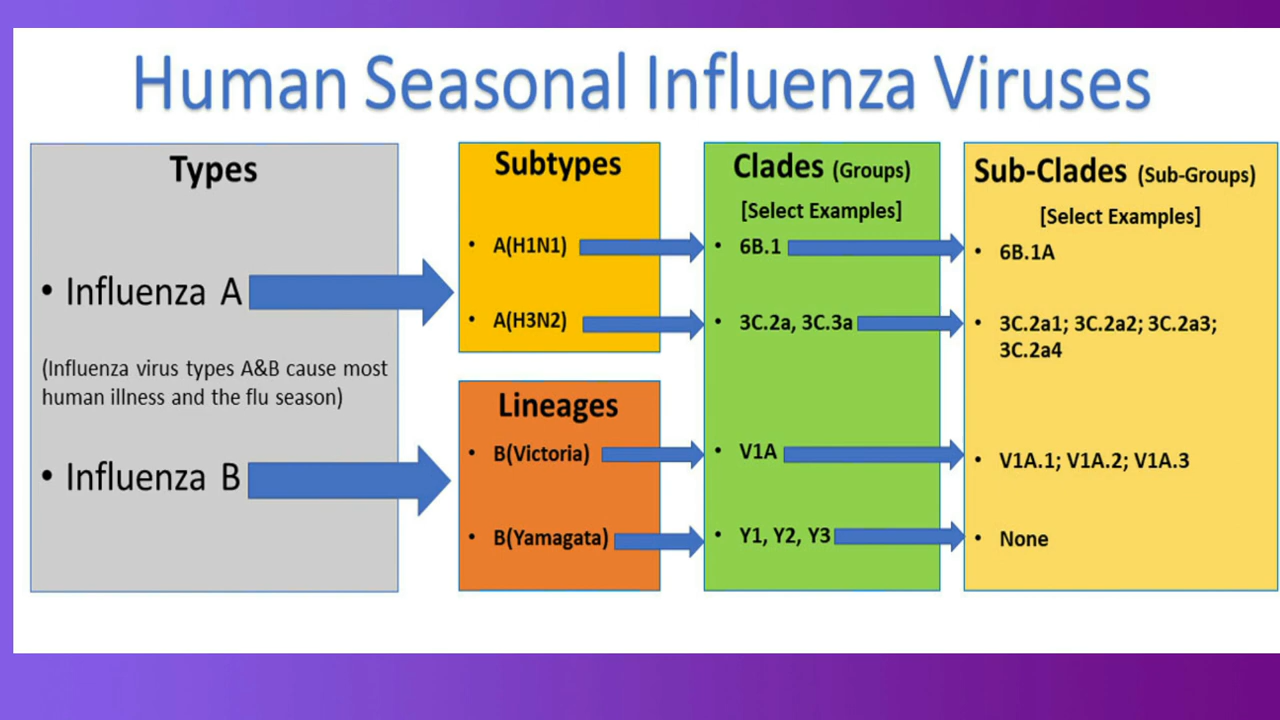 Human Seasonal Influenza Viruses
Types
• Influenza A
(Influenza virus types A&B cause most
human illness and the flu season)
• Influenza B
Subtypes
• A(H1N1)
• A(H3N2)
Lineages
• B(Victoria)
• B(Yamagata)
Clades (Groups)
[Select Examples]
• 6B.1
• 3C.2a, 3C.3a
• V1A
• Y1, Y2, Y3
Sub-Clades (Sub-Groups)
[Select Examples]
• 6B.1A
• 3C.2a1; 3C.2a2; 3C.2a3;
3C.2a4
• V1A.1; V1A.2; V1A.3
• None